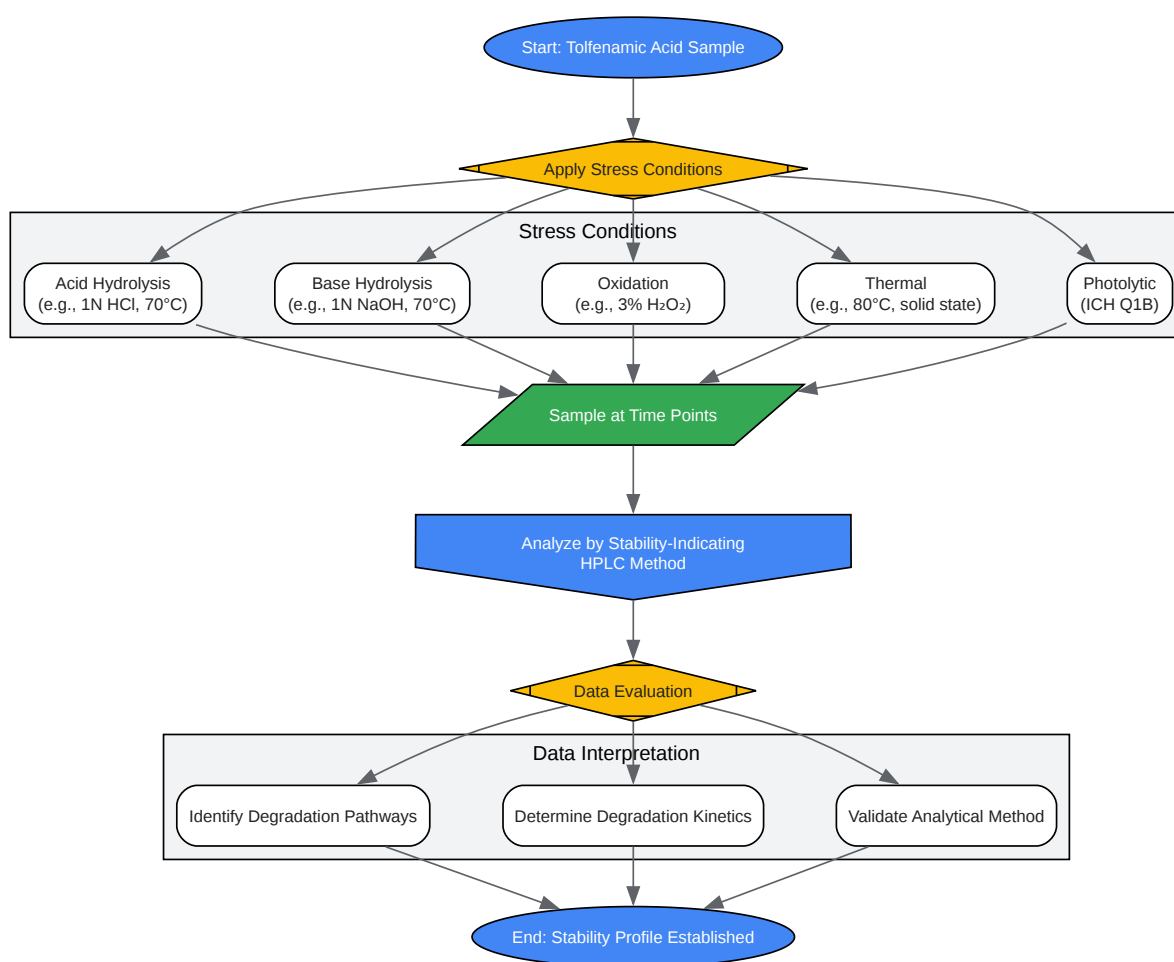 Start: Tolfenamic Acid Sample
Apply Stress Conditions
Stress Conditions
Acid Hydrolysis
(e.g., 1N HCl, 70°C)
Base Hydrolysis
(e.g., 1N NaOH, 70°C)
Oxidation
(e.g., 3% H₂O₂)
Thermal
(e.g., 80°C, solid state)
Photolytic
(ICH Q1B)
Sample at Time Points
Analyze by Stability-Indicating
HPLC Method
Data Evaluation
Data Interpretation
Identify Degradation Pathways
Determine Degradation Kinetics
Validate Analytical Method
End: Stability Profile Established